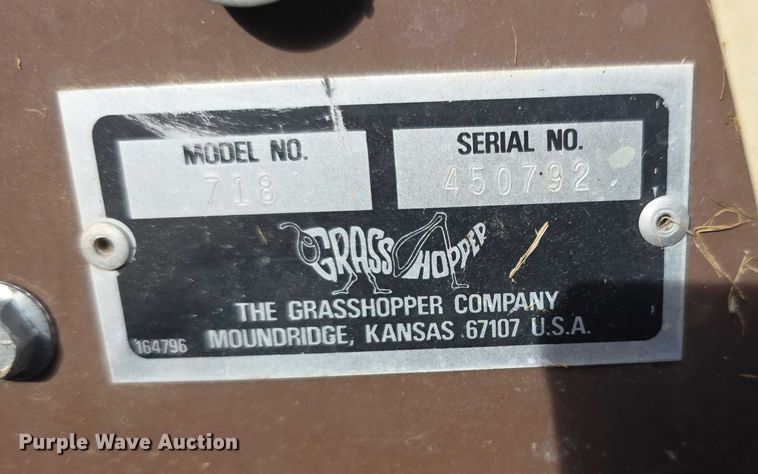 MODEL NO.
718
SERIAL NO.
450792
GRASSHOPPER
THE GRASSHOPPER COMPANY
MOUNDRIDGE, KANSAS 67107 U.S.A.
164796
Purple Wave Auction